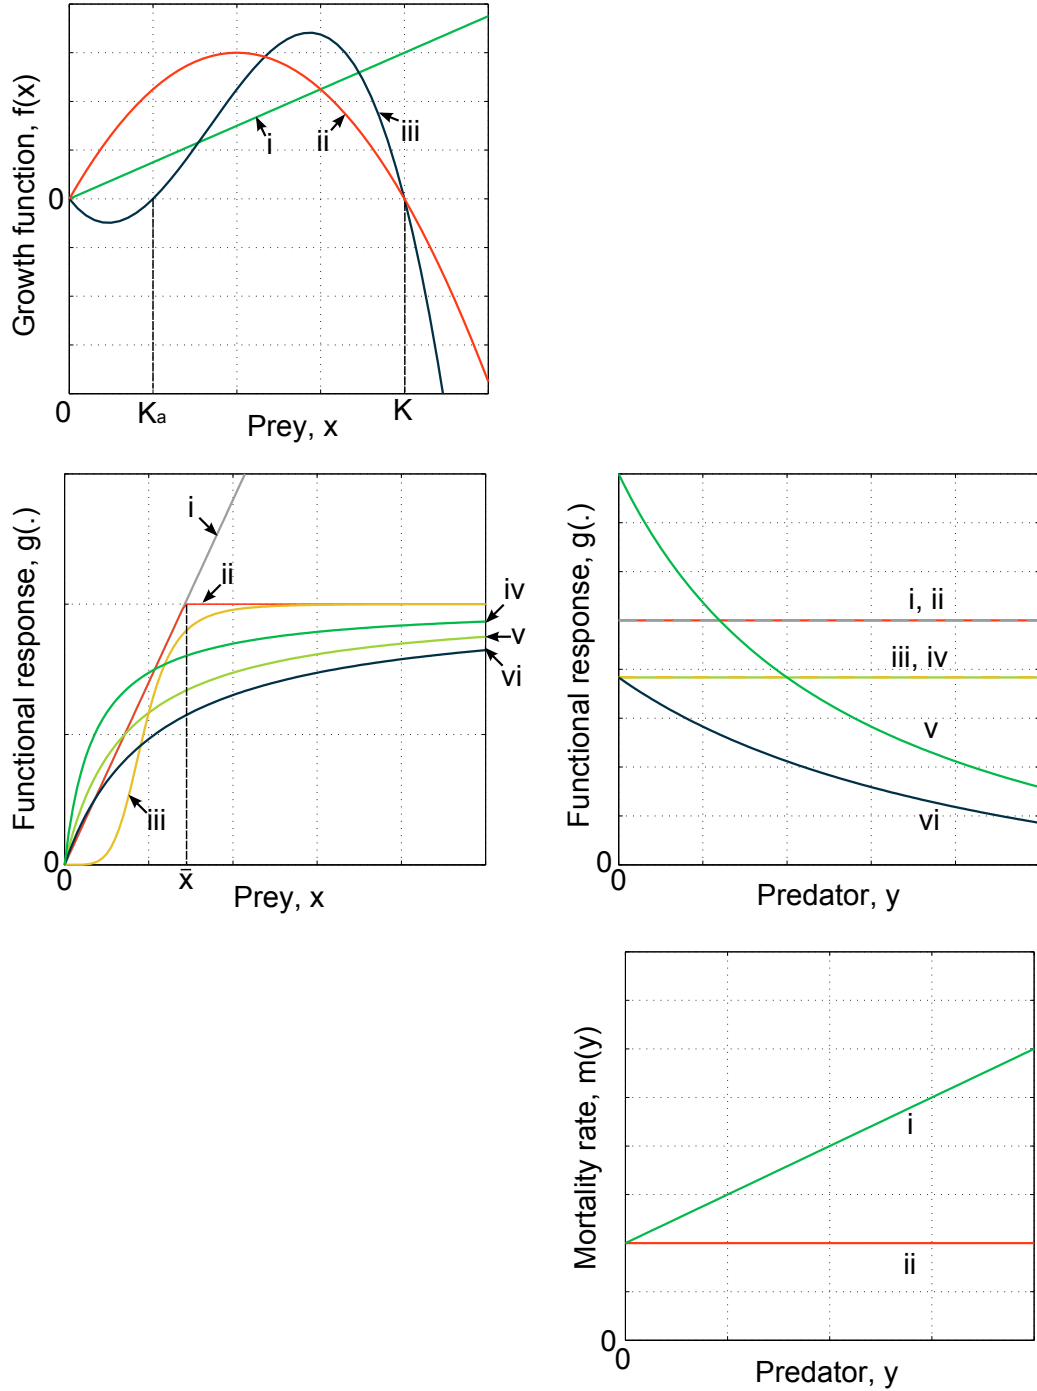 Growth function, f(x)
0
i
ii
iii
0
Ka
K
Prey, x
Functional response, g(.)
0
i
ii
iii
iv
v
vi
0
x̄
Prey, x
Functional response, g(.)
0
i, ii
iii, iv
v
vi
0
Predator, y
Mortality rate, m(y)
0
i
ii
0
Predator, y